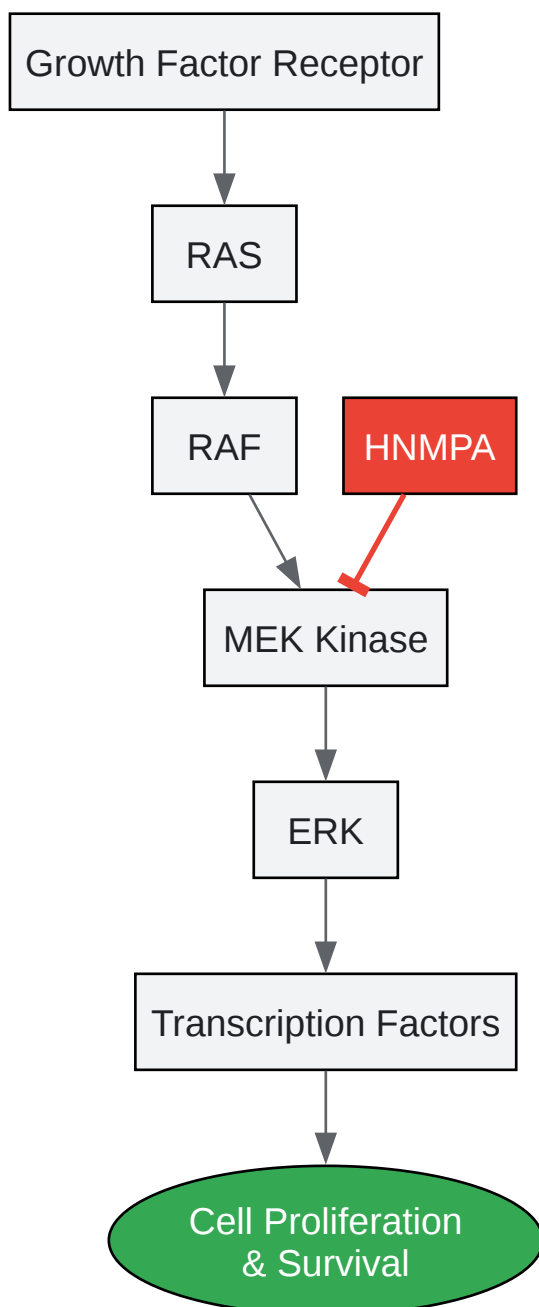 Growth Factor Receptor
RAS
RAF
HNMPA
MEK Kinase
ERK
Transcription Factors
Cell Proliferation
& Survival